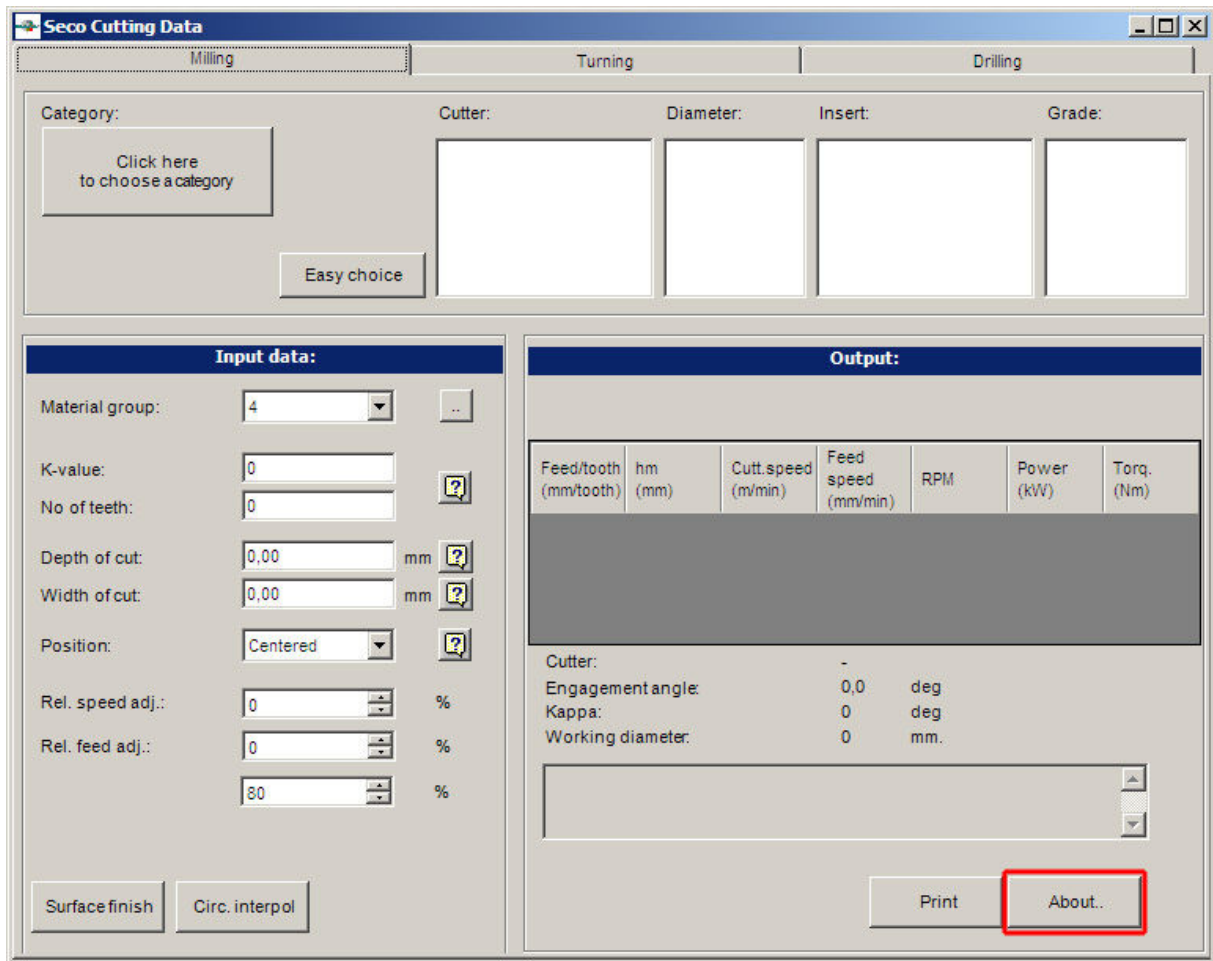 Seco Cutting Data
Milling
Turning
Drilling
Category:
Cutter:
Diameter:
Insert:
Grade:
Click here
to choose a category
Easy choice
Input data:
Material group:
4
..
K-value:
0
?
No of teeth:
0
Depth of cut:
0,00
mm
?
Width of cut:
0,00
mm
?
Position:
Centered
?
Rel. speed adj.:
0
%
Rel. feed adj.:
0
%
80
%
Surface finish
Circ. interpol
Output:
Feed/tooth
(mm/tooth)
hm
(mm)
Cutt.speed
(m/min)
Feed
speed
(mm/min)
RPM
Power
(kW)
Torq.
(Nm)
Cutter:
-
Engagement angle:
0,0
deg
Kappa:
0
deg
Working diameter:
0
mm.
Print
About..